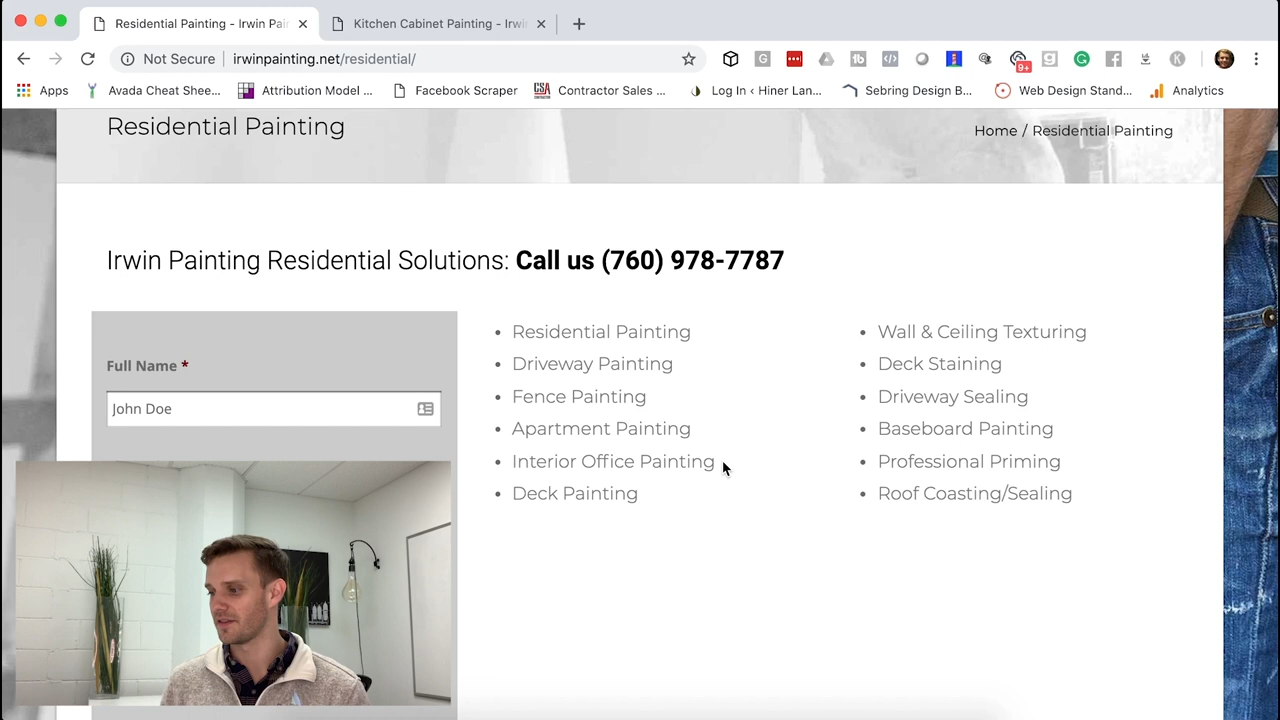 Residential Painting - Irwin Pain
Kitchen Cabinet Painting - Irwi
Not Secure irwinpainting.net/residential/
9+
Apps Avada Cheat Shee... Attribution Model ... Facebook Scraper CSA Contractor Sales ... Log In ‹ Hiner Lan... Sebring Design B... Web Design Stand... Analytics
Residential Painting
Home / Residential Painting
Irwin Painting Residential Solutions: Call us (760) 978-7787
Full Name *
John Doe
Residential Painting
Driveway Painting
Fence Painting
Apartment Painting
Interior Office Painting
Deck Painting
Wall & Ceiling Texturing
Deck Staining
Driveway Sealing
Baseboard Painting
Professional Priming
Roof Coasting/Sealing